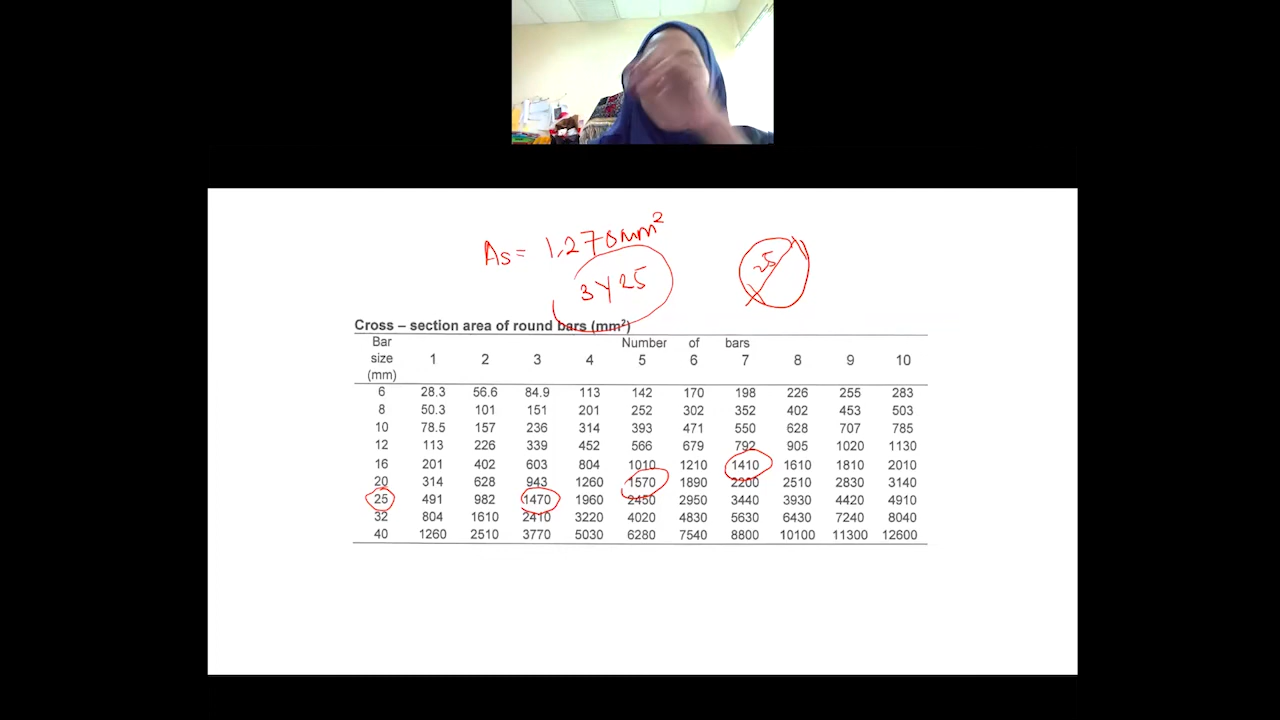 As = 1,270mm²
3Y25
25
Cross – section area of round bars (mm²)
Bar size (mm) Number of bars
1 2 3 4 5 6 7 8 9 10
6 28.3 56.6 84.9 113 142 170 198 226 255 283
8 50.3 101 151 201 252 302 352 402 453 503
10 78.5 157 236 314 393 471 550 628 707 785
12 113 226 339 452 566 679 792 905 1020 1130
16 201 402 603 804 1010 1210 1410 1610 1810 2010
20 314 628 943 1260 1570 1890 2200 2510 2830 3140
25 491 982 1470 1960 2450 2950 3440 3930 4420 4910
32 804 1610 2410 3220 4020 4830 5630 6430 7240 8040
40 1260 2510 3770 5030 6280 7540 8800 10100 11300 12600